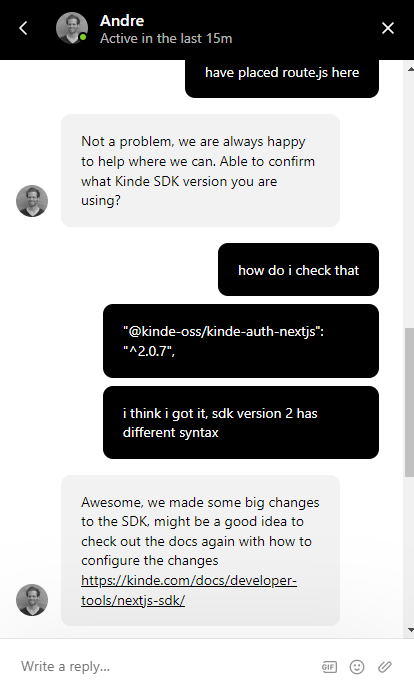 Andre
Active in the last 15m
have placed route.js here
Not a problem, we are always happy
to help where we can. Able to confirm
what Kinde SDK version you are
using?
how do i check that
"@kinde-oss/kinde-auth-nextjs":
"^2.0.7",
i think i got it, sdk version 2 has
different syntax
Awesome, we made some big changes
to the SDK, might be a good idea to
check out the docs again with how to
configure the changes
https://kinde.com/docs/developer-
tools/nextjs-sdk/
Write a reply...
GIF